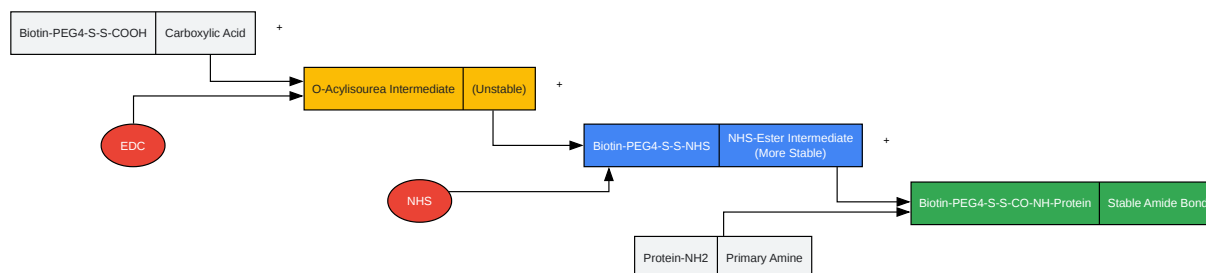 Biotin-PEG4-S-S-COOH Carboxylic Acid +
O-Acylisourea Intermediate (Unstable) +
EDC
Biotin-PEG4-S-S-NHS NHS-Ester Intermediate
(More Stable) +
NHS
Biotin-PEG4-S-S-CO-NH-Protein Stable Amide Bond
Protein-NH2 Primary Amine